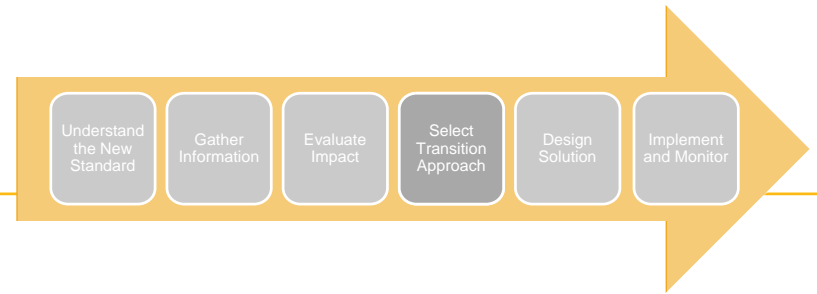 Understand
the New
Standard
Gather
Information
Evaluate
Impact
Select
Transition
Approach
Design
Solution
Implement
and Monitor